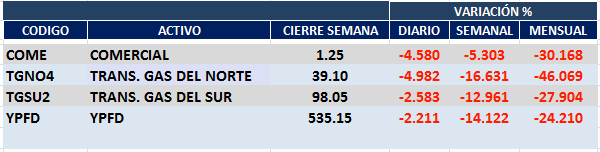 VARIACIÓN %
CODIGO ACTIVO CIERRE SEMANA DIARIO SEMANAL MENSUAL
COME COMERCIAL 1.25 -4.580 -5.303 -30.168
TGNO4 TRANS. GAS DEL NORTE 39.10 -4.982 -16.631 -46.069
TGSU2 TRANS. GAS DEL SUR 98.05 -2.583 -12.961 -27.904
YPFD YPFD 535.15 -2.211 -14.122 -24.210